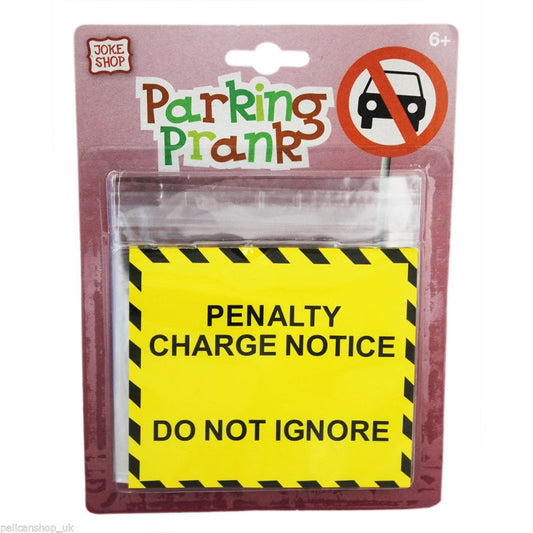 JOKE
SHOP
6+
Parking
Prank
PENALTY
CHARGE NOTICE
DO NOT IGNORE
pelicanshop_uk